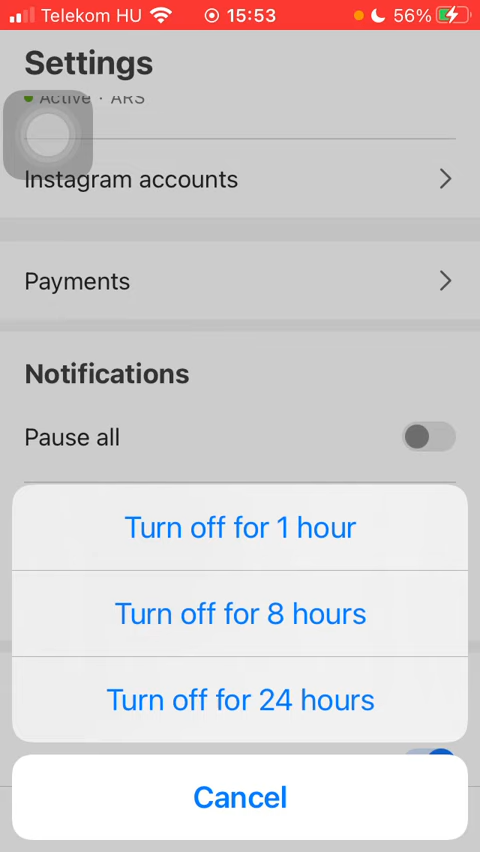 Telekom HU 15:53 56%
Settings
Active · ARS
Instagram accounts
Payments
Notifications
Pause all
Turn off for 1 hour
Turn off for 8 hours
Turn off for 24 hours
Cancel